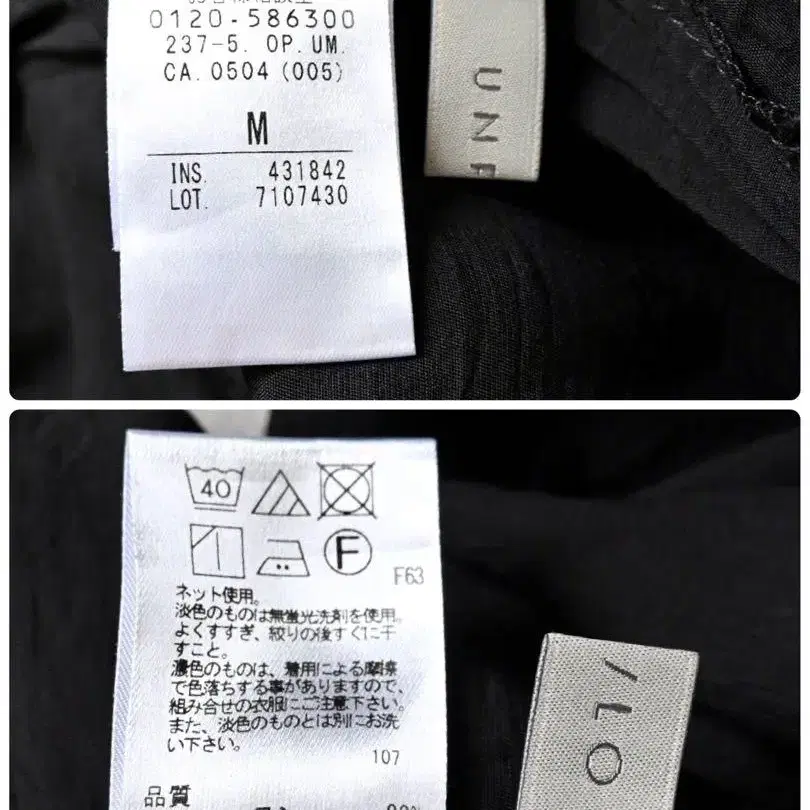 0120-586300
237-5. OP. UM.
CA. 0504 (005)
M
INS. 431842
LOT. 7107430
UNF
40
F
F63
ネット使用。
淡色のものは無蛍光洗剤を使用。
よくすすぎ、絞りの後すぐに干
すこと。
濃色のものは、着用による摩擦
で色落ちする事がありますので、
組み合せの衣服にご注意下さい。
また、淡色のものとは別にお洗
い下さい。
107
品質
/LO